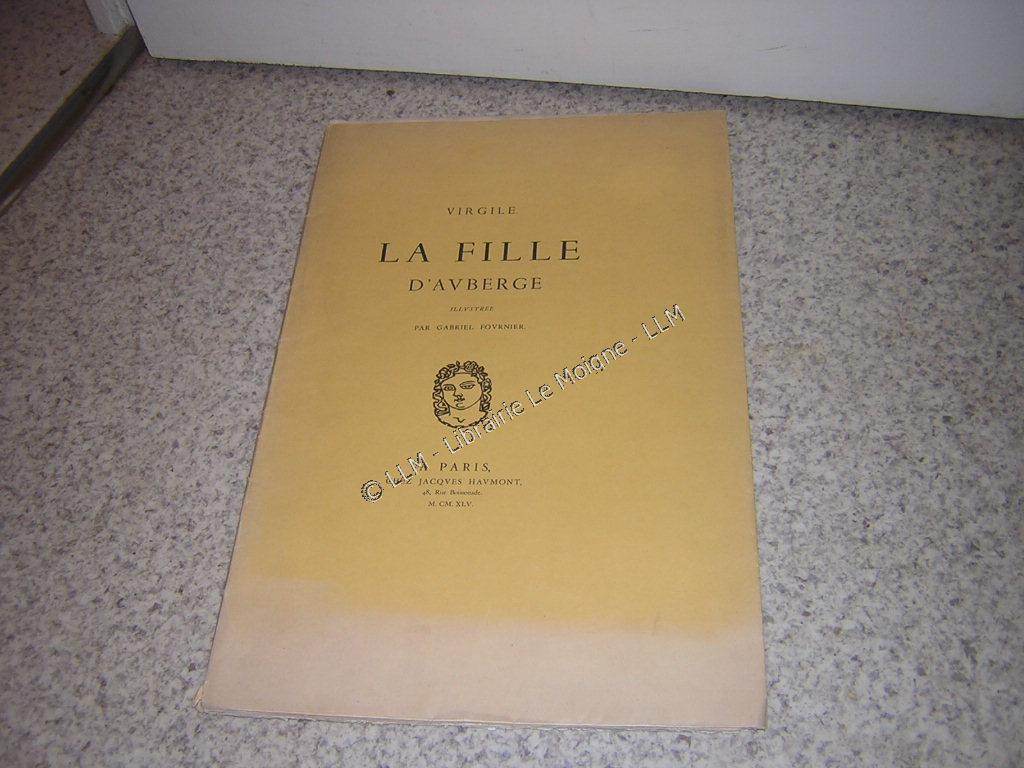 VIRGILE
LA FILLE
D'AVBERGE
ILLVSTRÉE
PAR GABRIEL FOVRNIER.
A PARIS,
JACQVES HAVMONT,
48, Rue Boissonade.
M. CM. XLV.
© LLM - Librairie Le Moigne - LLM